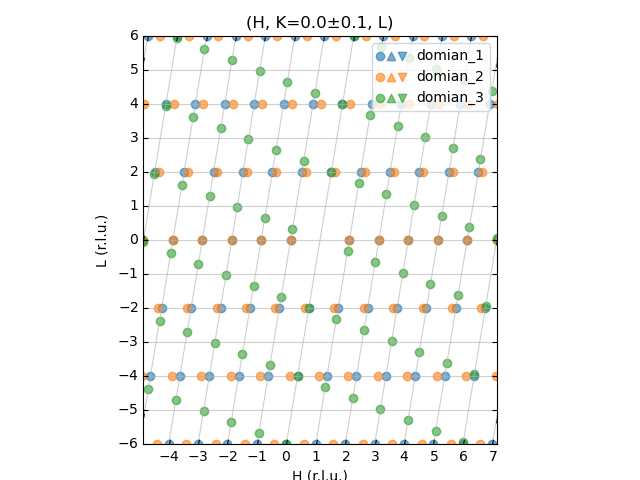 (H, K=0.0±0.1, L)
domian_1
domian_2
domian_3
6
5
4
3
2
1
0
−1
−2
−3
−4
−5
−6
L (r.l.u.)
−4 −3 −2 −1 0 1 2 3 4 5 6 7
H (r.l.u.)